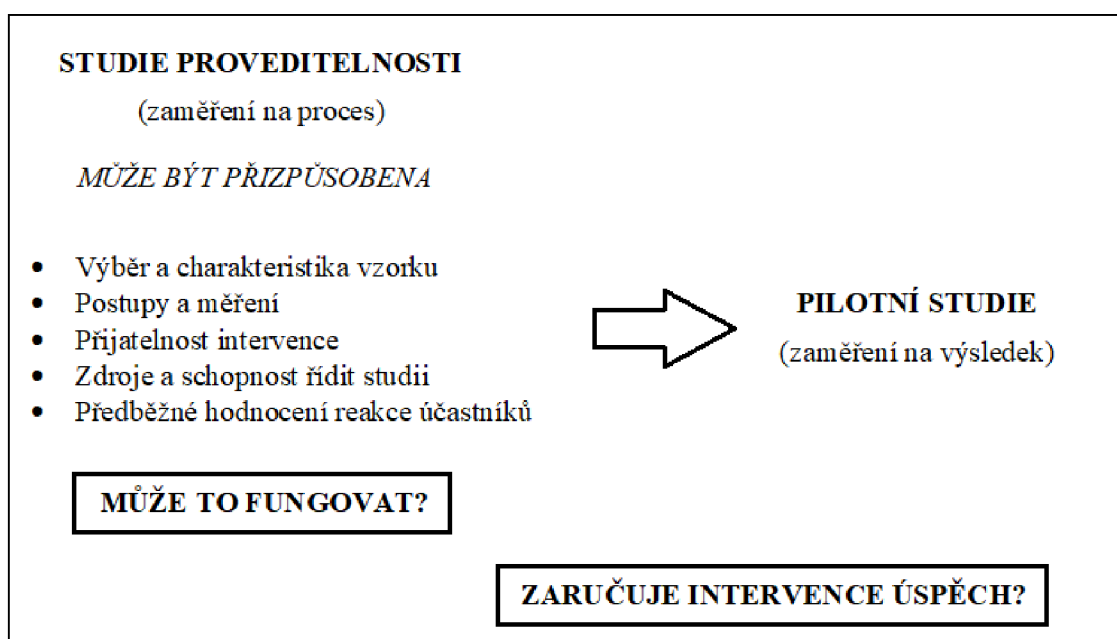 STUDIE PROVEDITELNOSTI
(zaměření na proces)
MŮŽE BÝT PŘIZPŮSOBENA
• Výběr a charakteristika vzorku
• Postupy a měření
• Přijatelnost intervence
• Zdroje a schopnost řídit studii
• Předběžné hodnocení reakce účastníků
MŮŽE TO FUNGOVAT?
PILOTNÍ STUDIE
(zaměření na výsledek)
ZARUČUJE INTERVENCE ÚSPĚCH?